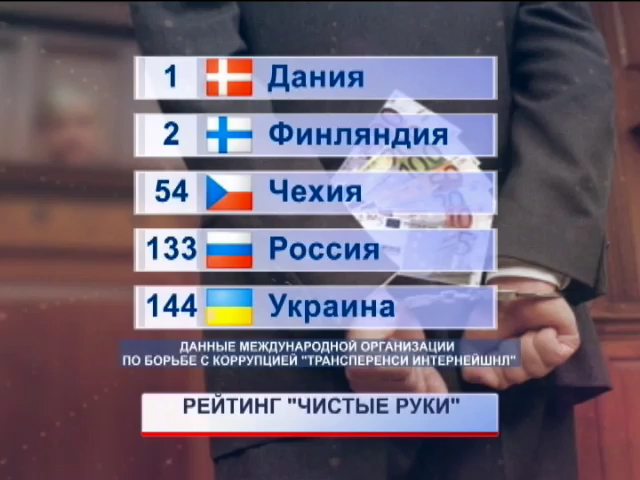 1 Дания
2 Финляндия
54 Чехия
133 Россия
144 Украина
ДАННЫЕ МЕЖДУНАРОДНОЙ ОРГАНИЗАЦИИ
ПО БОРЬБЕ С КОРРУПЦИЕЙ "ТРАНСПЕРЕНСИ ИНТЕРНЕЙШНЛ"
РЕЙТИНГ "ЧИСТЫЕ РУКИ"